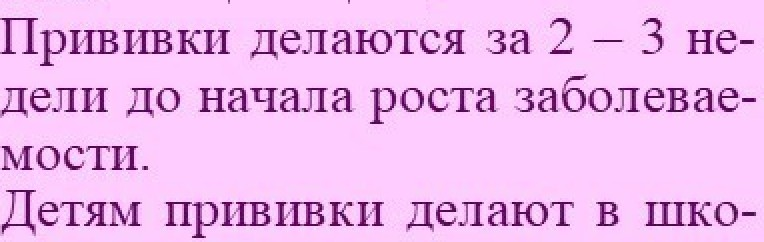 Прививки делаются за 2 – 3 не-
дели до начала роста заболевае-
мости.
Детям прививки делают в шко-